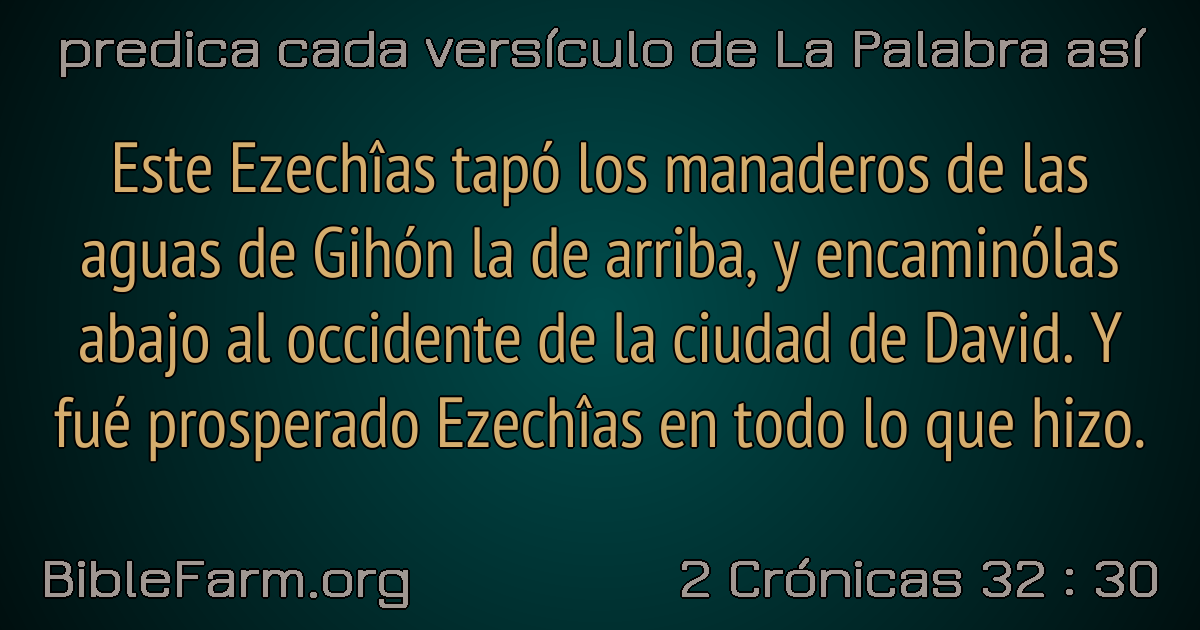 predica cada versículo de La Palabra así
Este Ezechîas tapó los manaderos de las
aguas de Gihón la de arriba, y encaminólas
abajo al occidente de la ciudad de David. Y
fué prosperado Ezechîas en todo lo que hizo.
BibleFarm.org
2 Crónicas 32 : 30